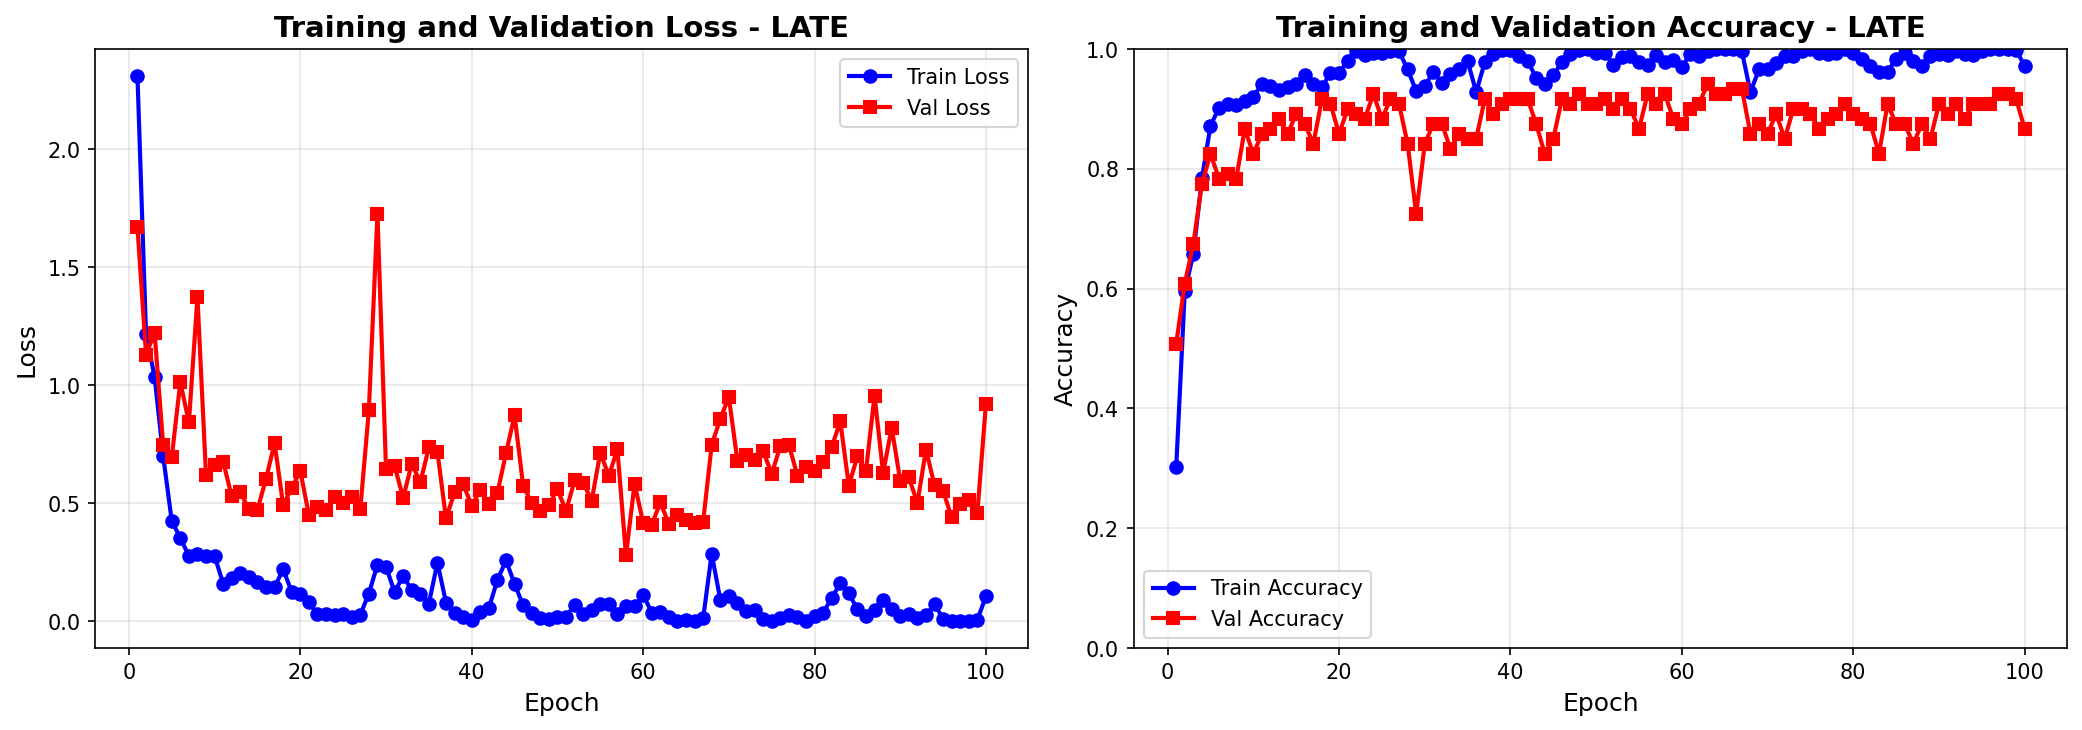 Training and Validation Loss - LATE
Train Loss
Val Loss
Loss
2.0
1.5
1.0
0.5
0.0
0 20 40 60 80 100
Epoch
Training and Validation Accuracy - LATE
Accuracy
1.0
0.8
0.6
0.4
0.2
0.0
Train Accuracy
Val Accuracy
0 20 40 60 80 100
Epoch